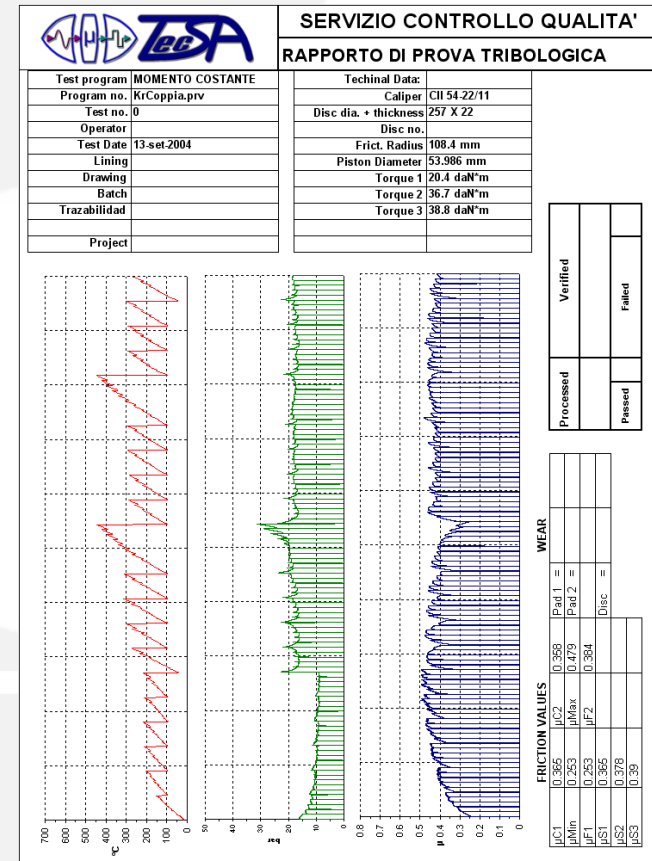 TecSA
SERVIZIO CONTROLLO QUALITA'
RAPPORTO DI PROVA TRIBOLOGICA
Test program MOMENTO COSTANTE
Program no. KrCoppia.prv
Test no. 0
Operator
Test Date 13-set-2004
Lining
Drawing
Batch
Trazabilidad
Project
Techinal Data:
Caliper CII 54-22/11
Disc dia. + thickness 257 X 22
Disc no.
Frict. Radius 108.4 mm
Piston Diameter 53.986 mm
Torque 1 20.4 daN*m
Torque 2 36.7 daN*m
Torque 3 38.8 daN*m
Processed Verified
Passed Failed
WEAR
Pad 1 =
Pad 2 =
Disc =
FRICTION VALUES
µC1 0.365 µC2 0.358
µMin 0.253 µMax 0.479
µF1 0.253 µF2 0.384
µS1 0.365
µS2 0.378
µS3 0.39
700 600 500 400 300 200 100 0
°C
50 40 30 20 10 0
bar
0.8 0.7 0.6 0.5 0.4 0.3 0.2 0.1 0
µ